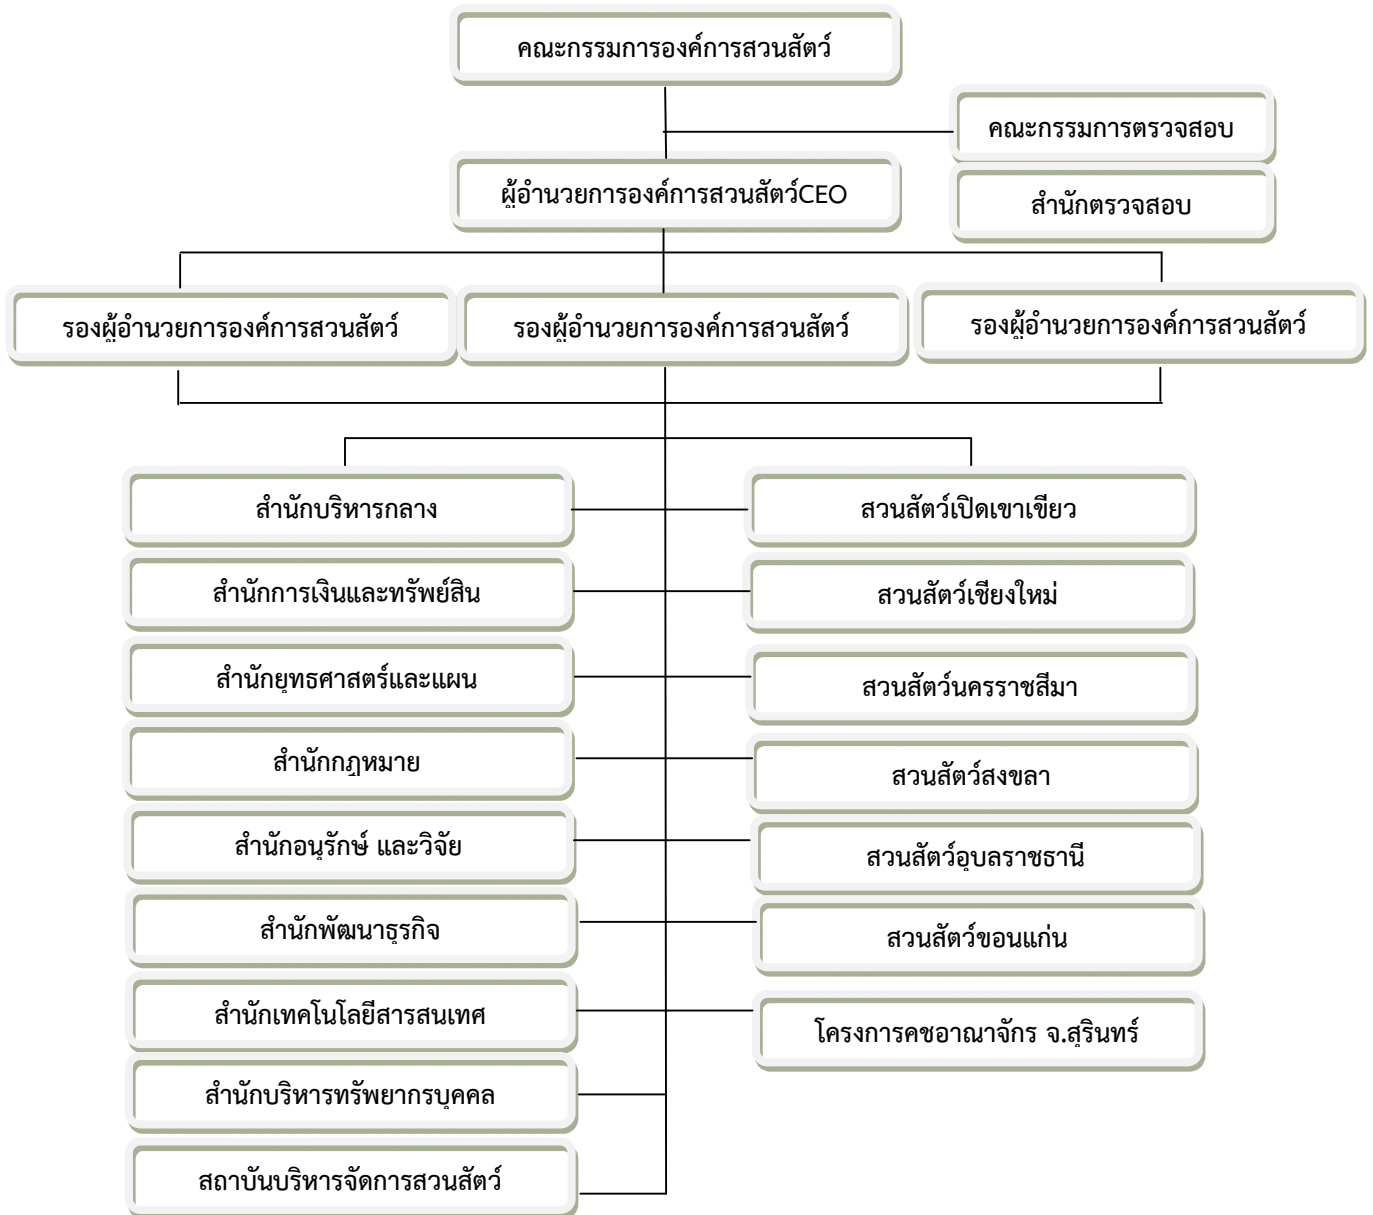 คณะกรรมการองค์การสวนสัตว์
คณะกรรมการตรวจสอบ
ผู้อำนวยการองค์การสวนสัตว์CEO
สำนักตรวจสอบ
รองผู้อำนวยการองค์การสวนสัตว์
รองผู้อำนวยการองค์การสวนสัตว์
รองผู้อำนวยการองค์การสวนสัตว์
สำนักบริหารกลาง
สวนสัตว์เปิดเขาเขียว
สำนักการเงินและทรัพย์สิน
สวนสัตว์เชียงใหม่
สำนักยุทธศาสตร์และแผน
สวนสัตว์นครราชสีมา
สำนักกฎหมาย
สวนสัตว์สงขลา
สำนักอนุรักษ์ และวิจัย
สวนสัตว์อุบลราชธานี
สำนักพัฒนาธุรกิจ
สวนสัตว์ขอนแก่น
สำนักเทคโนโลยีสารสนเทศ
โครงการคชอาณาจักร จ.สุรินทร์
สำนักบริหารทรัพยากรบุคคล
สถาบันบริหารจัดการสวนสัตว์